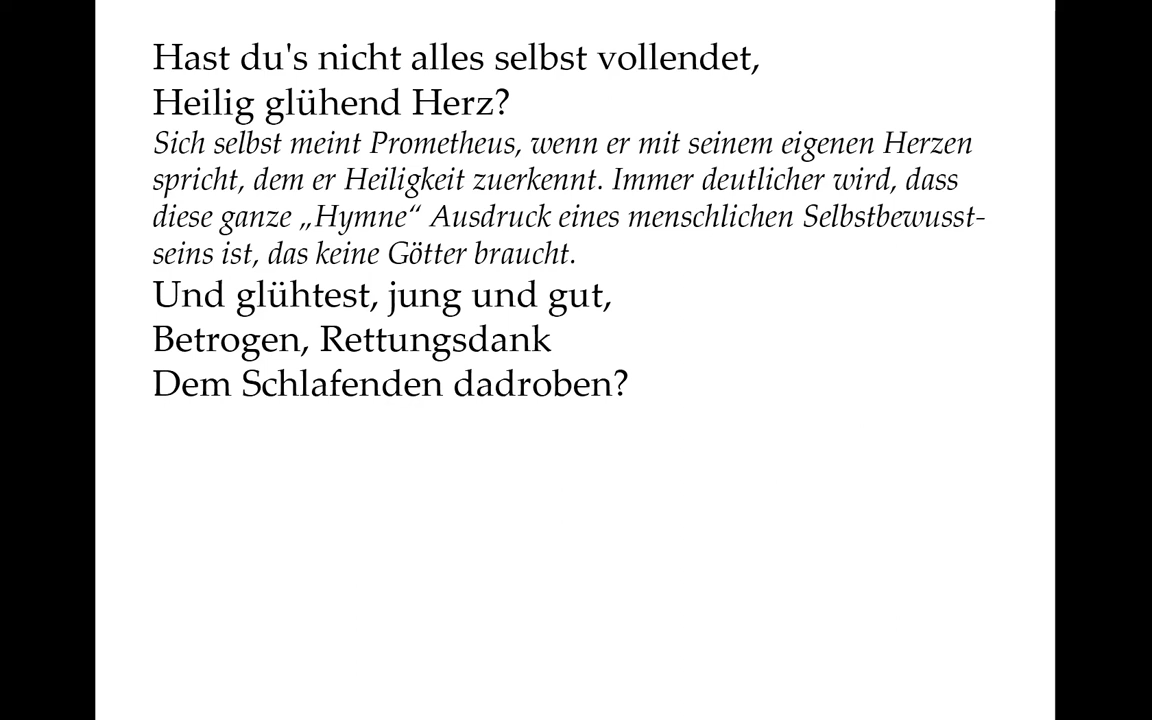 Hast du's nicht alles selbst vollendet,
Heilig glühend Herz?
Sich selbst meint Prometheus, wenn er mit seinem eigenen Herzen
spricht, dem er Heiligkeit zuerkennt. Immer deutlicher wird, dass
diese ganze „Hymne“ Ausdruck eines menschlichen Selbstbewusst-
seins ist, das keine Götter braucht.
Und glühtest, jung und gut,
Betrogen, Rettungsdank
Dem Schlafenden dadroben?